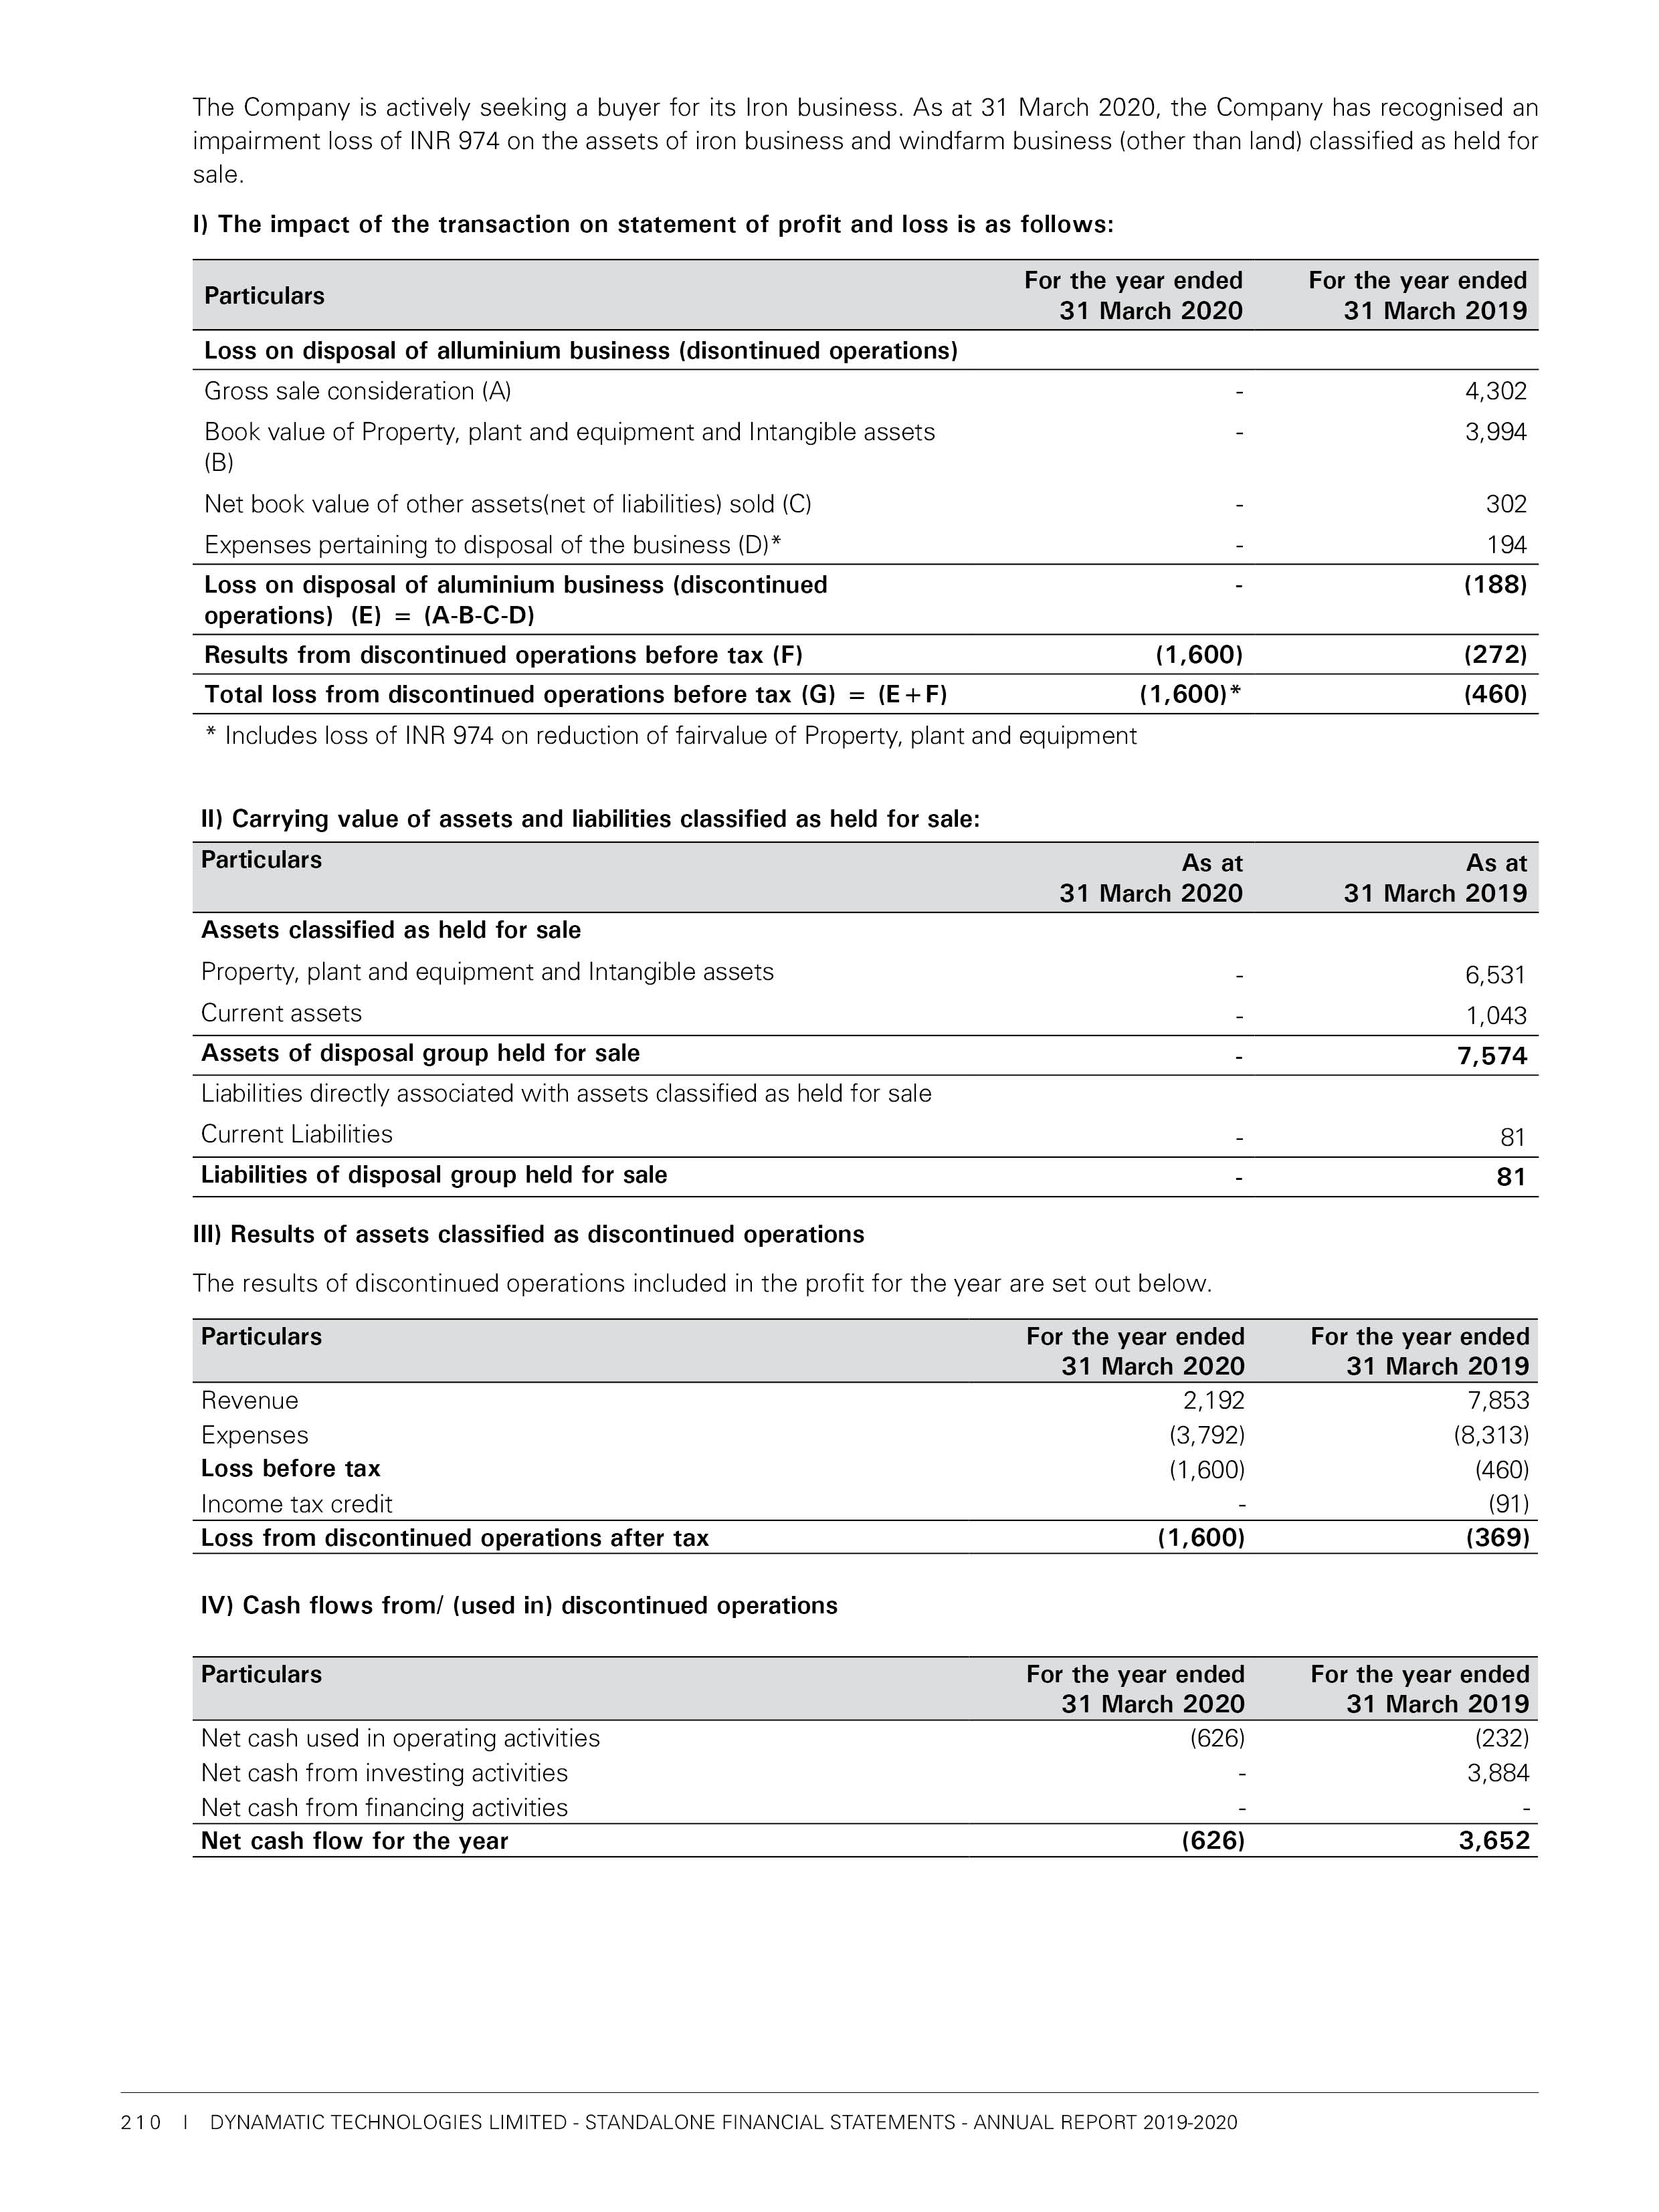 The Company is actively seeking a buyer for its Iron business. As at 31 March 2020, the Company has recognised an
impairment loss of INR 974 on the assets of iron business and windfarm business (other than land) classified as held for
sale.
I) The impact of the transaction on statement of profit and loss is as follows:
Particulars For the year ended 31 March 2020 For the year ended 31 March 2019
Loss on disposal of alluminium business (disontinued operations)
Gross sale consideration (A) - 4,302
Book value of Property, plant and equipment and Intangible assets (B) - 3,994
Net book value of other assets(net of liabilities) sold (C) - 302
Expenses pertaining to disposal of the business (D)* - 194
Loss on disposal of aluminium business (discontinued operations) (E) = (A-B-C-D) - (188)
Results from discontinued operations before tax (F) (1,600) (272)
Total loss from discontinued operations before tax (G) = (E+F) (1,600)* (460)
* Includes loss of INR 974 on reduction of fairvalue of Property, plant and equipment
II) Carrying value of assets and liabilities classified as held for sale:
Particulars As at 31 March 2020 As at 31 March 2019
Assets classified as held for sale
Property, plant and equipment and Intangible assets - 6,531
Current assets - 1,043
Assets of disposal group held for sale - 7,574
Liabilities directly associated with assets classified as held for sale
Current Liabilities - 81
Liabilities of disposal group held for sale - 81
III) Results of assets classified as discontinued operations
The results of discontinued operations included in the profit for the year are set out below.
Particulars For the year ended 31 March 2020 For the year ended 31 March 2019
Revenue 2,192 7,853
Expenses (3,792) (8,313)
Loss before tax (1,600) (460)
Income tax credit - (91)
Loss from discontinued operations after tax (1,600) (369)
IV) Cash flows from/ (used in) discontinued operations
Particulars For the year ended 31 March 2020 For the year ended 31 March 2019
Net cash used in operating activities (626) (232)
Net cash from investing activities - 3,884
Net cash from financing activities - -
Net cash flow for the year (626) 3,652
210 I DYNAMATIC TECHNOLOGIES LIMITED - STANDALONE FINANCIAL STATEMENTS - ANNUAL REPORT 2019-2020